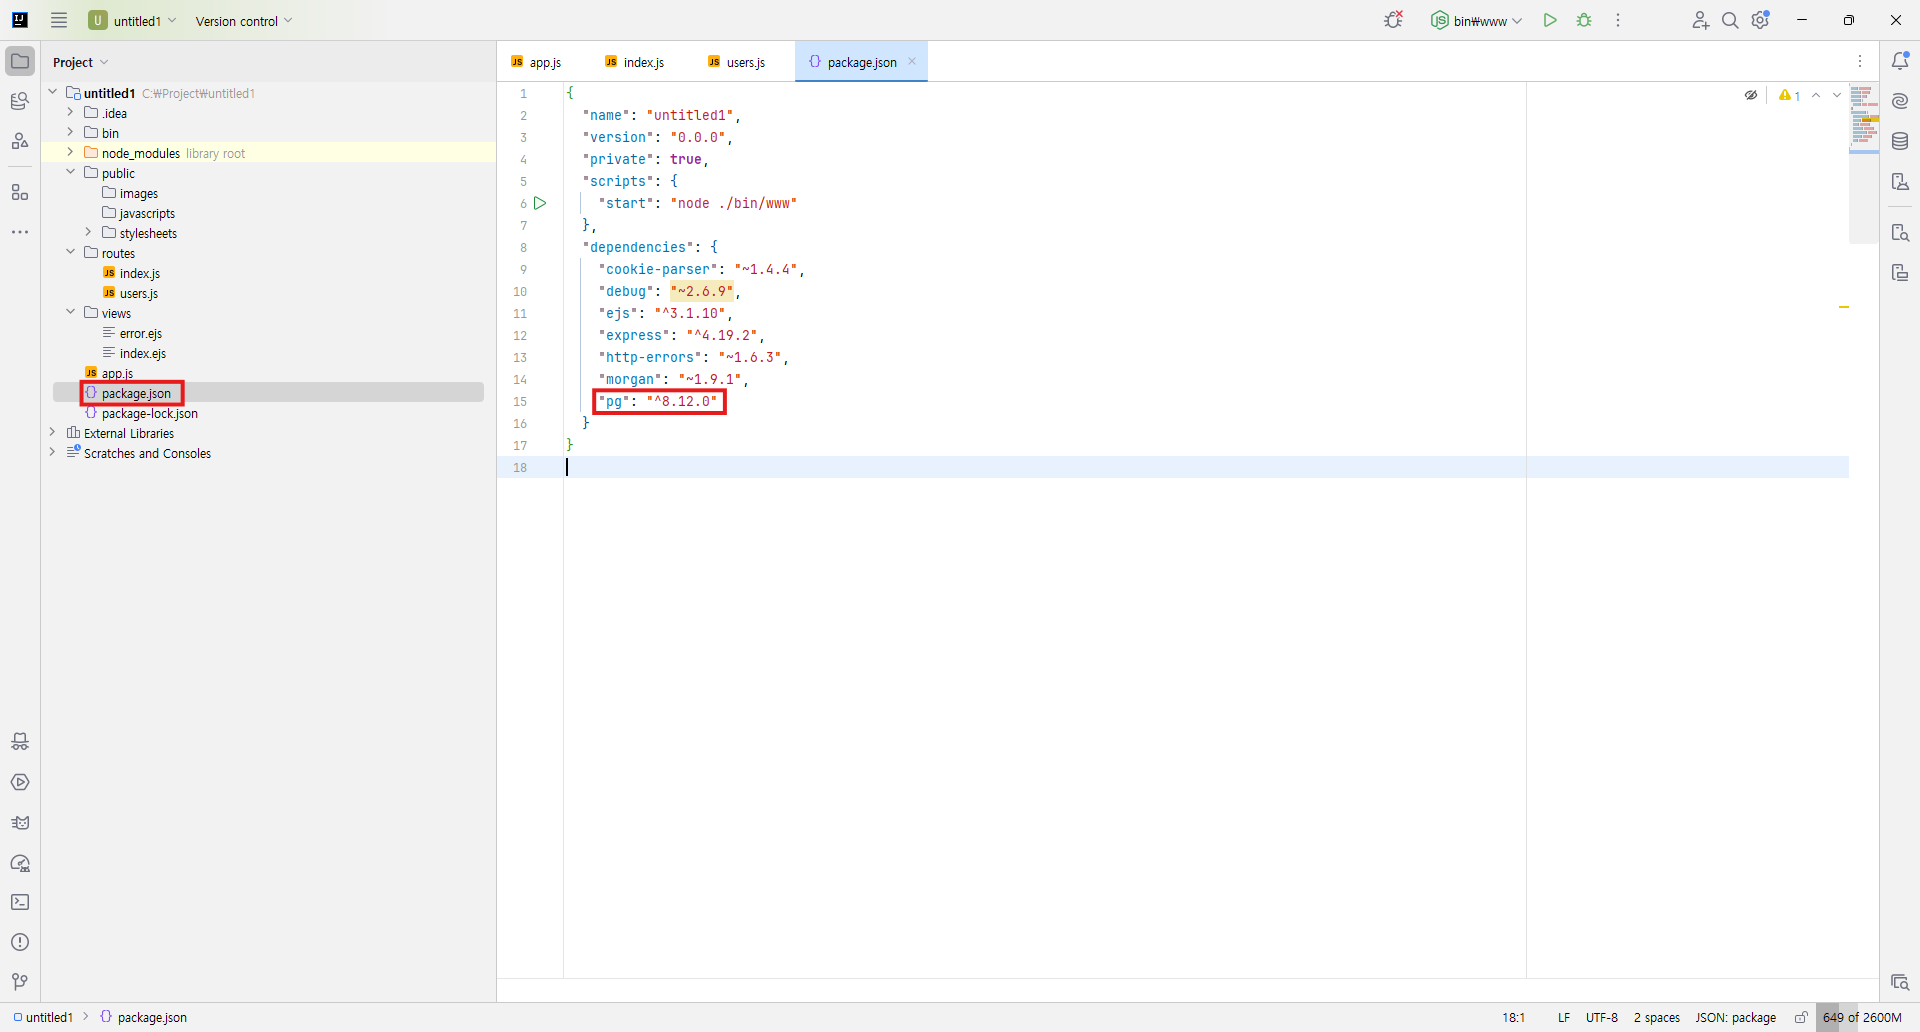 U untitled1 Version control
bin₩www
Project
untitled1 C:₩Project₩untitled1
.idea
bin
node_modules library root
public
images
javascripts
stylesheets
routes
JS index.js
JS users.js
views
error.ejs
index.ejs
JS app.js
{} package.json
{} package-lock.json
External Libraries
Scratches and Consoles
JS app.js JS index.js JS users.js {} package.json
1 {
2 "name": "untitled1",
3 "version": "0.0.0",
4 "private": true,
5 "scripts": {
6 "start": "node ./bin/www"
7 },
8 "dependencies": {
9 "cookie-parser": "~1.4.4",
10 "debug": "~2.6.9",
11 "ejs": "^3.1.10",
12 "express": "^4.19.2",
13 "http-errors": "~1.6.3",
14 "morgan": "~1.9.1",
15 "pg": "^8.12.0"
16 }
17 }
18
1
untitled1 > {} package.json
18:1 LF UTF-8 2 spaces JSON: package 649 of 2600M